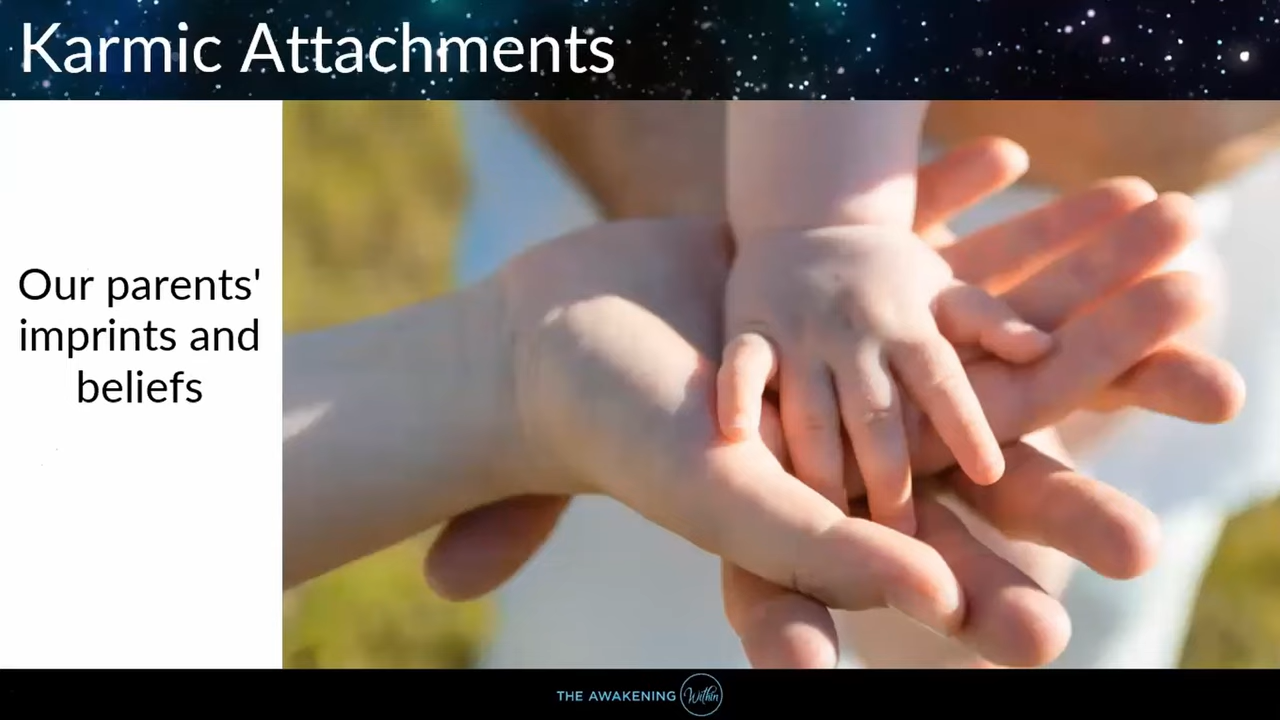 Karmic Attachments
Our parents'
imprints and
beliefs
THE AWAKENING Within